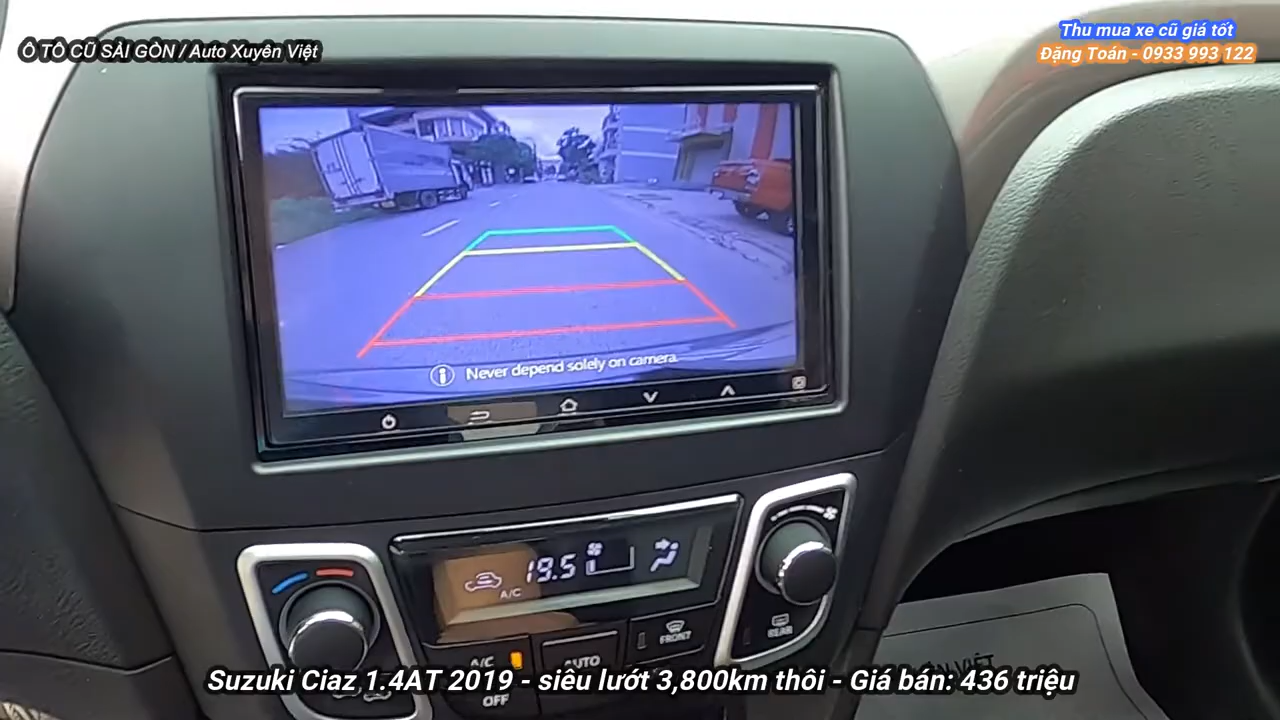 Ô TÔ CŨ SÀI GÒN / Auto Xuyên Việt
Thu mua xe cũ giá tốt
Đặng Toán - 0933 993 122
Never depend solely on camera.
19.5
A/C
FRONT
REAR
A/C
AUTO
OFF
Suzuki Ciaz 1.4AT 2019 - siêu lướt 3,800km thôi - Giá bán: 436 triệu